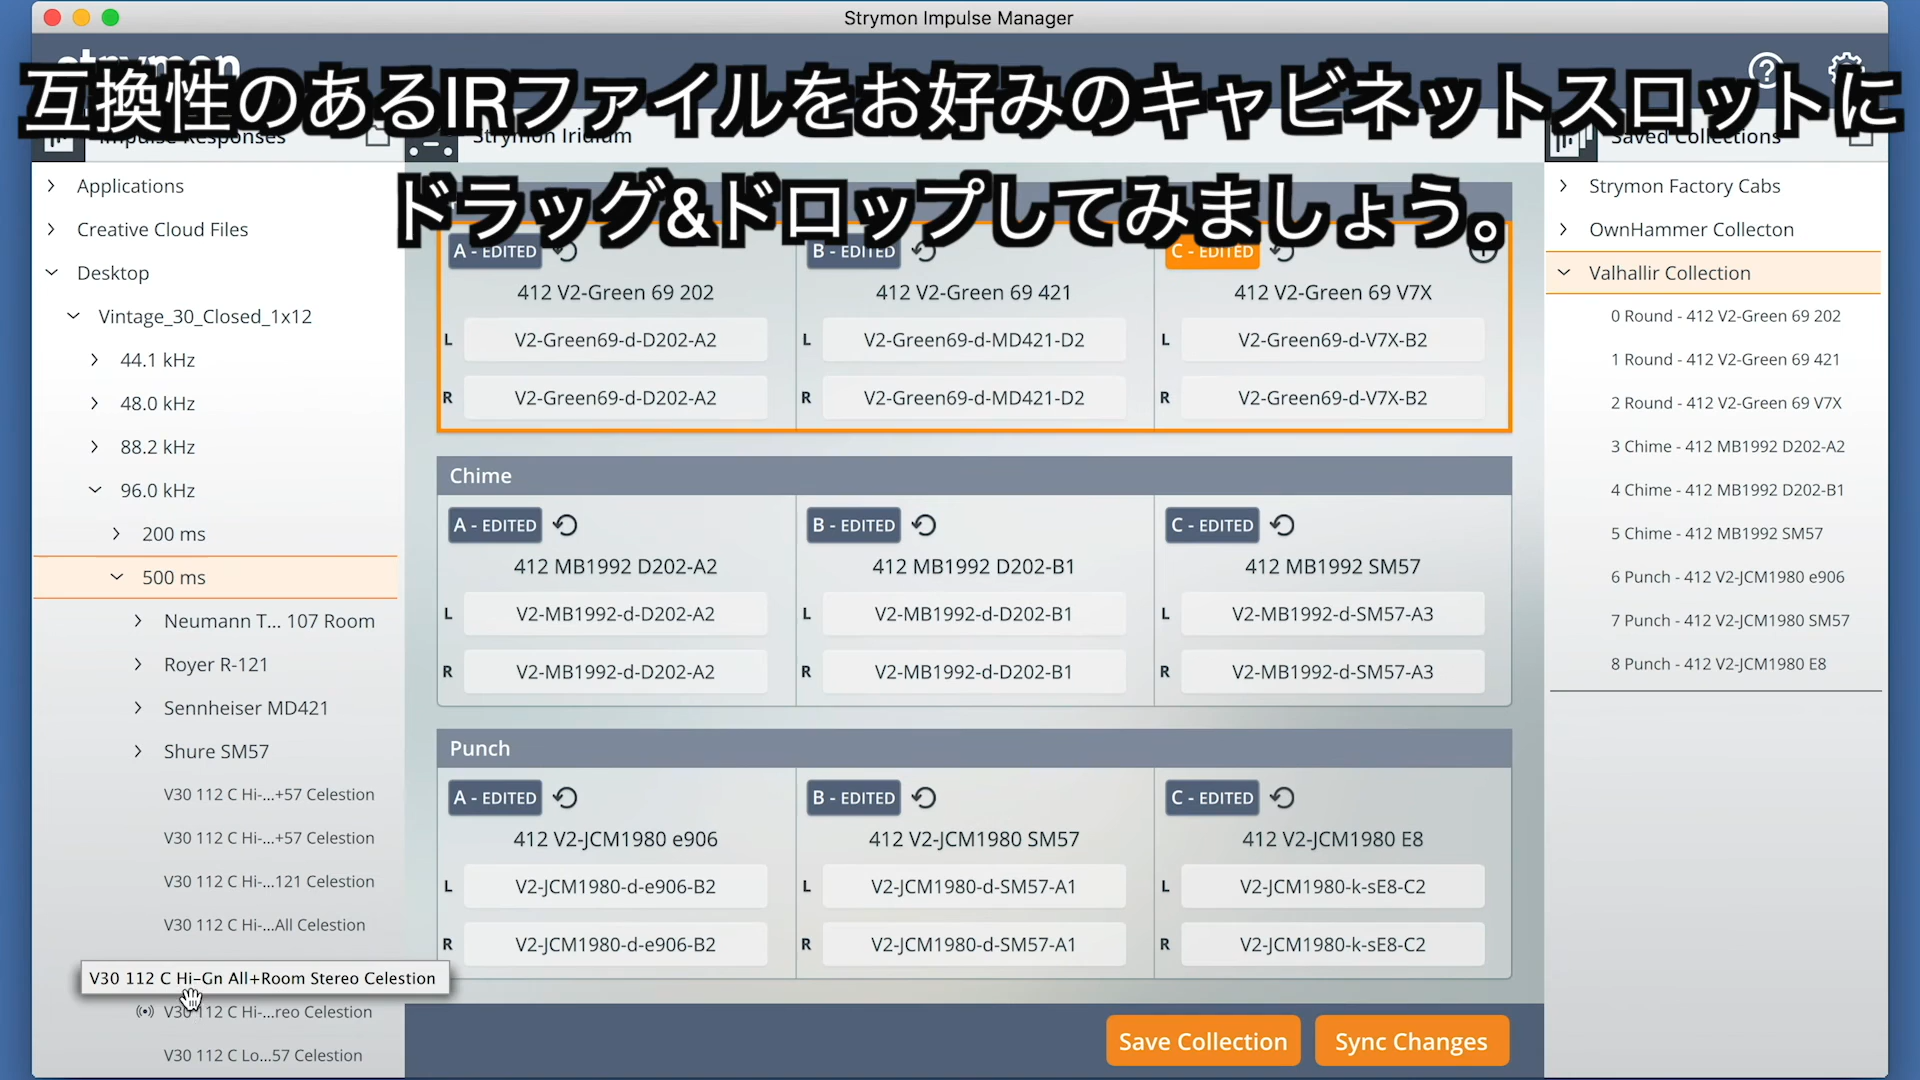 Strymon Impulse Manager
strymon
互換性のあるIRファイルをお好みのキャビネットスロットに
ドラッグ&ドロップしてみましょう。
Impulse Responses
Applications
Creative Cloud Files
Desktop
Vintage_30_Closed_1x12
44.1 kHz
48.0 kHz
88.2 kHz
96.0 kHz
200 ms
500 ms
Neumann T... 107 Room
Royer R-121
Sennheiser MD421
Shure SM57
V30 112 C Hi-...+57 Celestion
V30 112 C Hi-...+57 Celestion
V30 112 C Hi-...121 Celestion
V30 112 C Hi-...All Celestion
V30 112 C Hi-Gn All+Room Stereo Celestion
V30 112 C Hi-...reo Celestion
V30 112 C Lo...57 Celestion
Strymon Iridium
A - EDITED
412 V2-Green 69 202
L V2-Green69-d-D202-A2
R V2-Green69-d-D202-A2
B - EDITED
412 V2-Green 69 421
L V2-Green69-d-MD421-D2
R V2-Green69-d-MD421-D2
C - EDITED
412 V2-Green 69 V7X
L V2-Green69-d-V7X-B2
R V2-Green69-d-V7X-B2
Chime
A - EDITED
412 MB1992 D202-A2
L V2-MB1992-d-D202-A2
R V2-MB1992-d-D202-A2
B - EDITED
412 MB1992 D202-B1
L V2-MB1992-d-D202-B1
R V2-MB1992-d-D202-B1
C - EDITED
412 MB1992 SM57
L V2-MB1992-d-SM57-A3
R V2-MB1992-d-SM57-A3
Punch
A - EDITED
412 V2-JCM1980 e906
L V2-JCM1980-d-e906-B2
R V2-JCM1980-d-e906-B2
B - EDITED
412 V2-JCM1980 SM57
L V2-JCM1980-d-SM57-A1
R V2-JCM1980-d-SM57-A1
C - EDITED
412 V2-JCM1980 E8
L V2-JCM1980-k-sE8-C2
R V2-JCM1980-k-sE8-C2
Save Collection
Sync Changes
Saved Collections
Strymon Factory Cabs
OwnHammer Collecton
Valhallir Collection
0 Round - 412 V2-Green 69 202
1 Round - 412 V2-Green 69 421
2 Round - 412 V2-Green 69 V7X
3 Chime - 412 MB1992 D202-A2
4 Chime - 412 MB1992 D202-B1
5 Chime - 412 MB1992 SM57
6 Punch - 412 V2-JCM1980 e906
7 Punch - 412 V2-JCM1980 SM57
8 Punch - 412 V2-JCM1980 E8